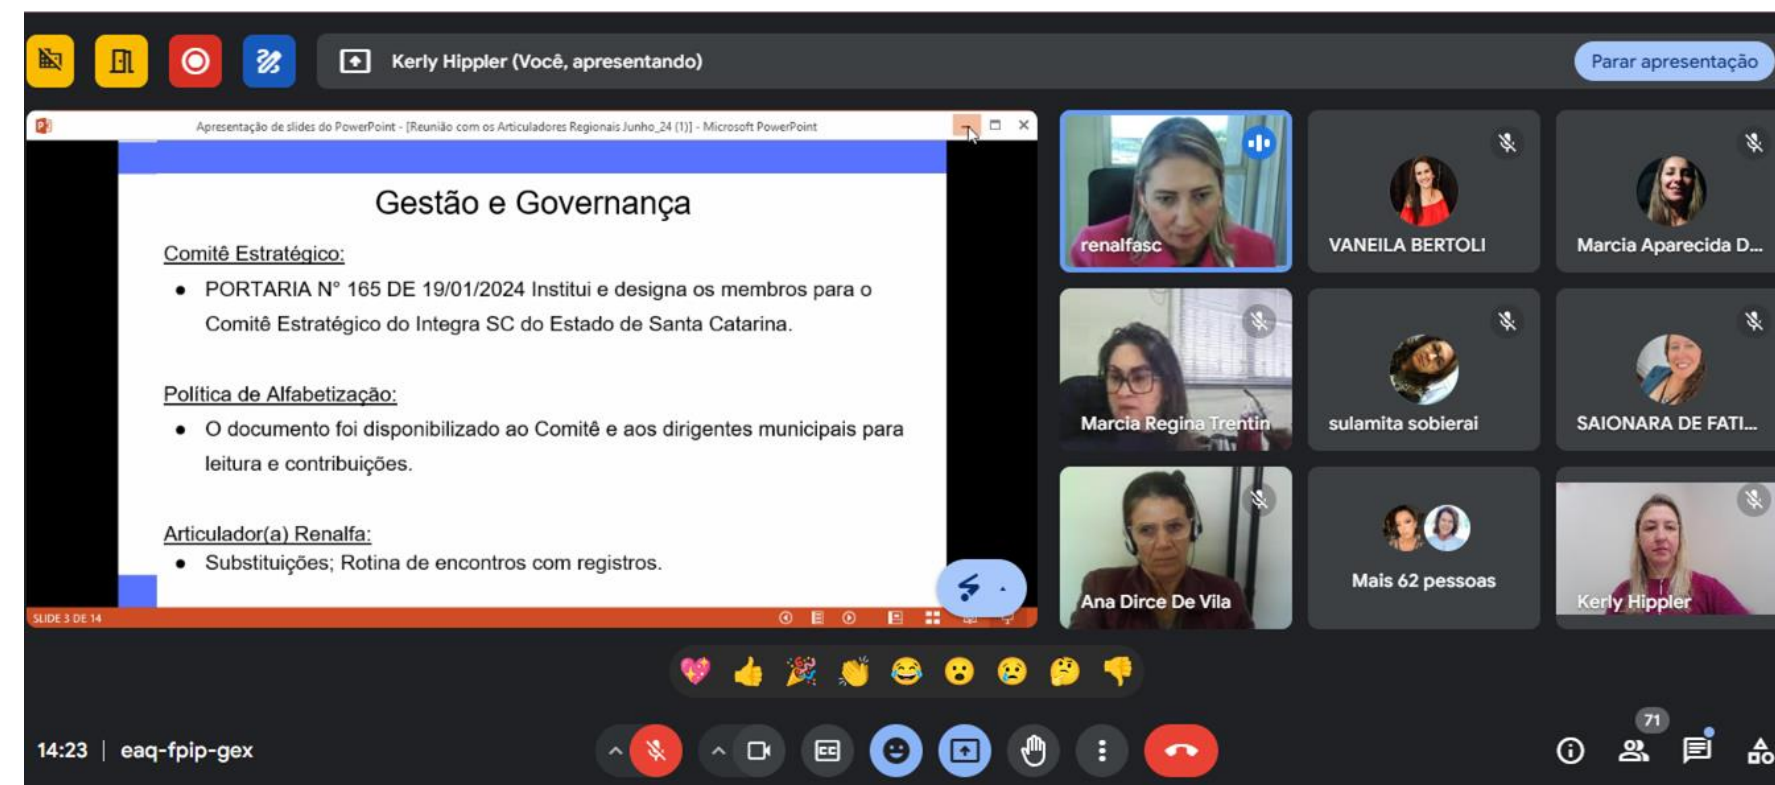 Kerly Hippler (Você, apresentando)
Parar apresentação
Apresentação de slides do PowerPoint - [Reunião com os Articuladores Regionais Junho_24 (1)] - Microsoft PowerPoint
Gestão e Governança
Comitê Estratégico:
● PORTARIA N° 165 DE 19/01/2024 Institui e designa os membros para o
Comitê Estratégico do Integra SC do Estado de Santa Catarina.
Política de Alfabetização:
● O documento foi disponibilizado ao Comitê e aos dirigentes municipais para
leitura e contribuições.
Articulador(a) Renalfa:
● Substituições; Rotina de encontros com registros.
SLIDE 3 DE 14
renalfasc
VANEILA BERTOLI
Marcia Aparecida D...
Marcia Regina Trentin
sulamita sobierai
SAIONARA DE FATI...
Ana Dirce De Vila
Mais 62 pessoas
Kerly Hippler
14:23 | eaq-fpip-gex
CC
71